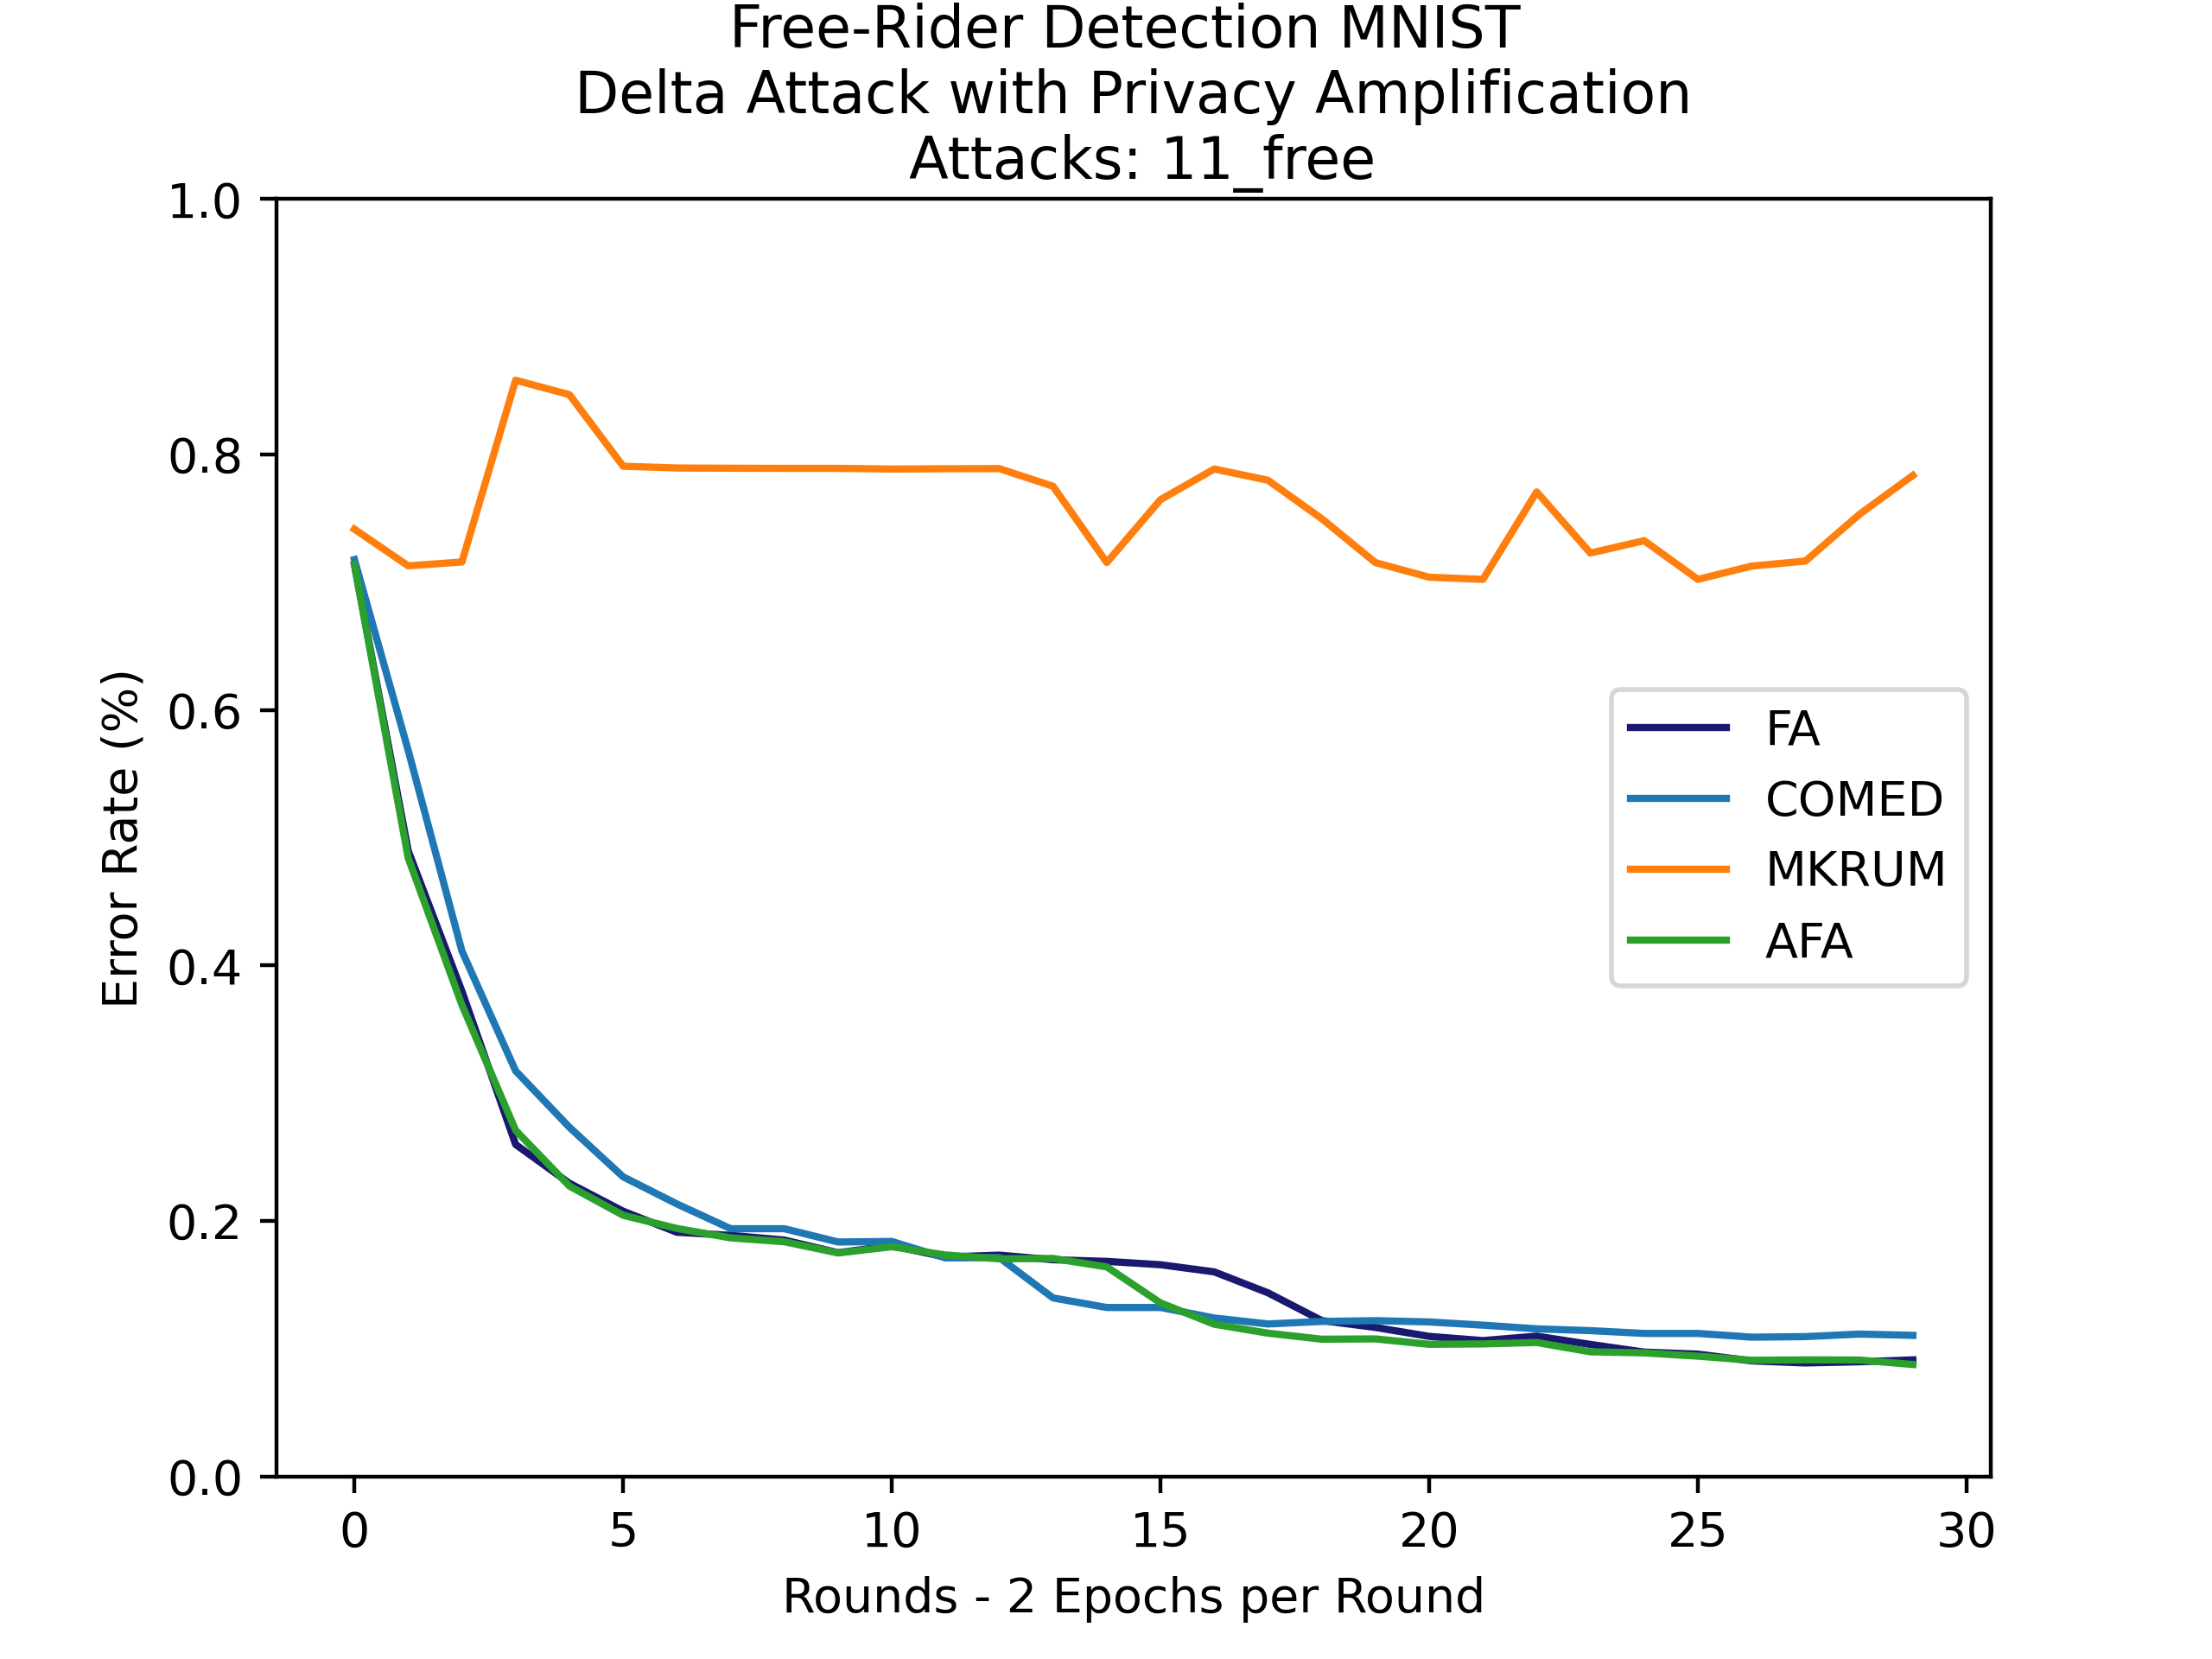 Free-Rider Detection MNIST
Delta Attack with Privacy Amplification
Attacks: 11_free
1.0
0.8
0.6
0.4
0.2
0.0
Error Rate (%)
FA
COMED
MKRUM
AFA
0 5 10 15 20 25 30
Rounds - 2 Epochs per Round